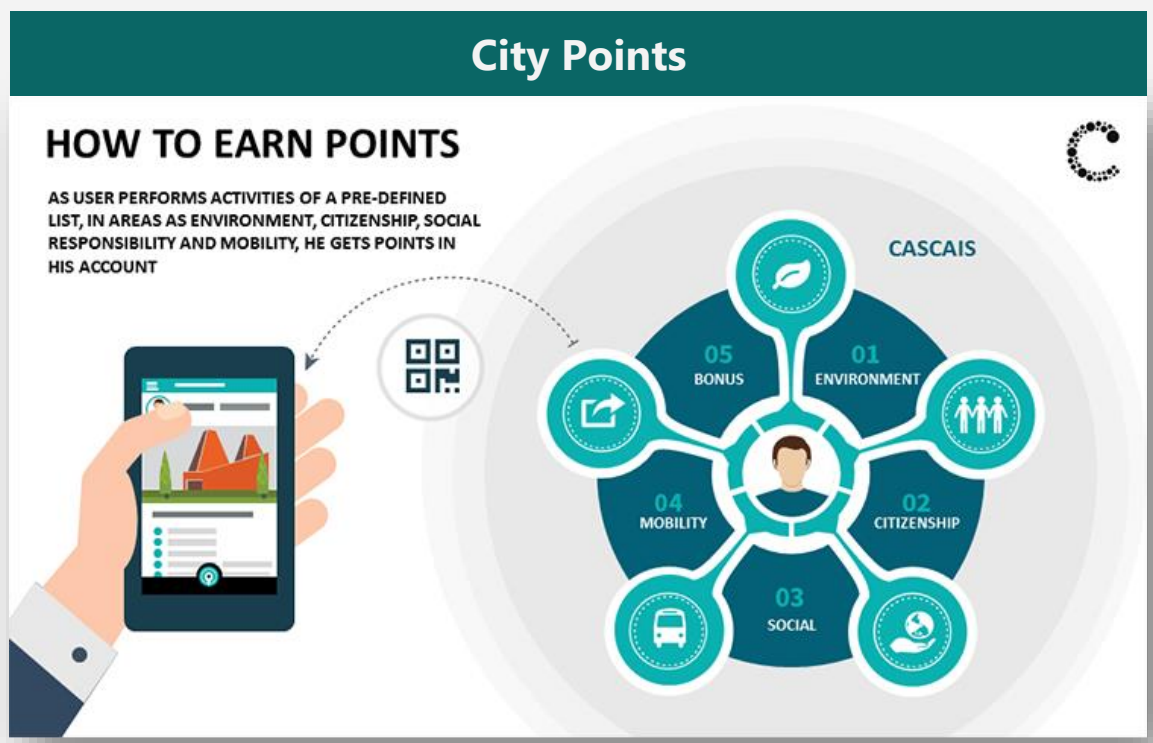 City Points
HOW TO EARN POINTS
AS USER PERFORMS ACTIVITIES OF A PRE-DEFINED
LIST, IN AREAS AS ENVIRONMENT, CITIZENSHIP, SOCIAL
RESPONSIBILITY AND MOBILITY, HE GETS POINTS IN
HIS ACCOUNT
CASCAIS
05
BONUS
01
ENVIRONMENT
04
MOBILITY
02
CITIZENSHIP
03
SOCIAL